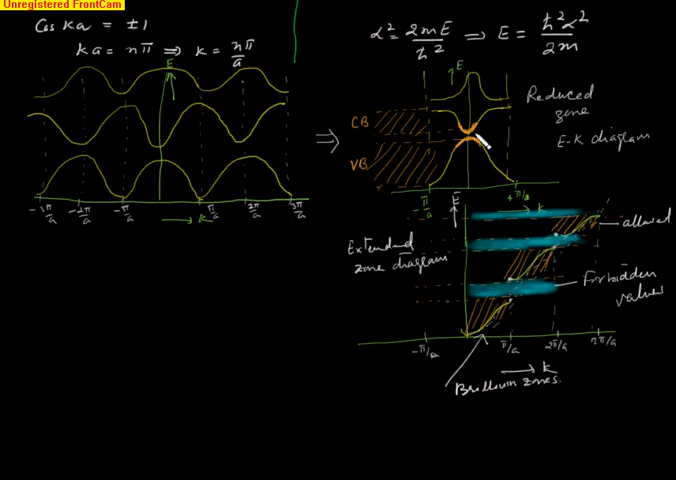 Unregistered FrontCam
Cos Ka = ±1
Ka = nπ ⇒ K = nπ/a
α² = 2mE/ħ² ⇒ E = ħ²α²/2m
E
-3π/a -2π/a -π/a π/a 2π/a 3π/a
→ K
⇒
E
CB
VB
Reduced
zone
E-K diagram
-π/a +π/a
→ k
E
Extended
zone diagram
allowed
Forbidden
values
-π/a π/a 2π/a 3π/a
→ K
Brillouin zones.